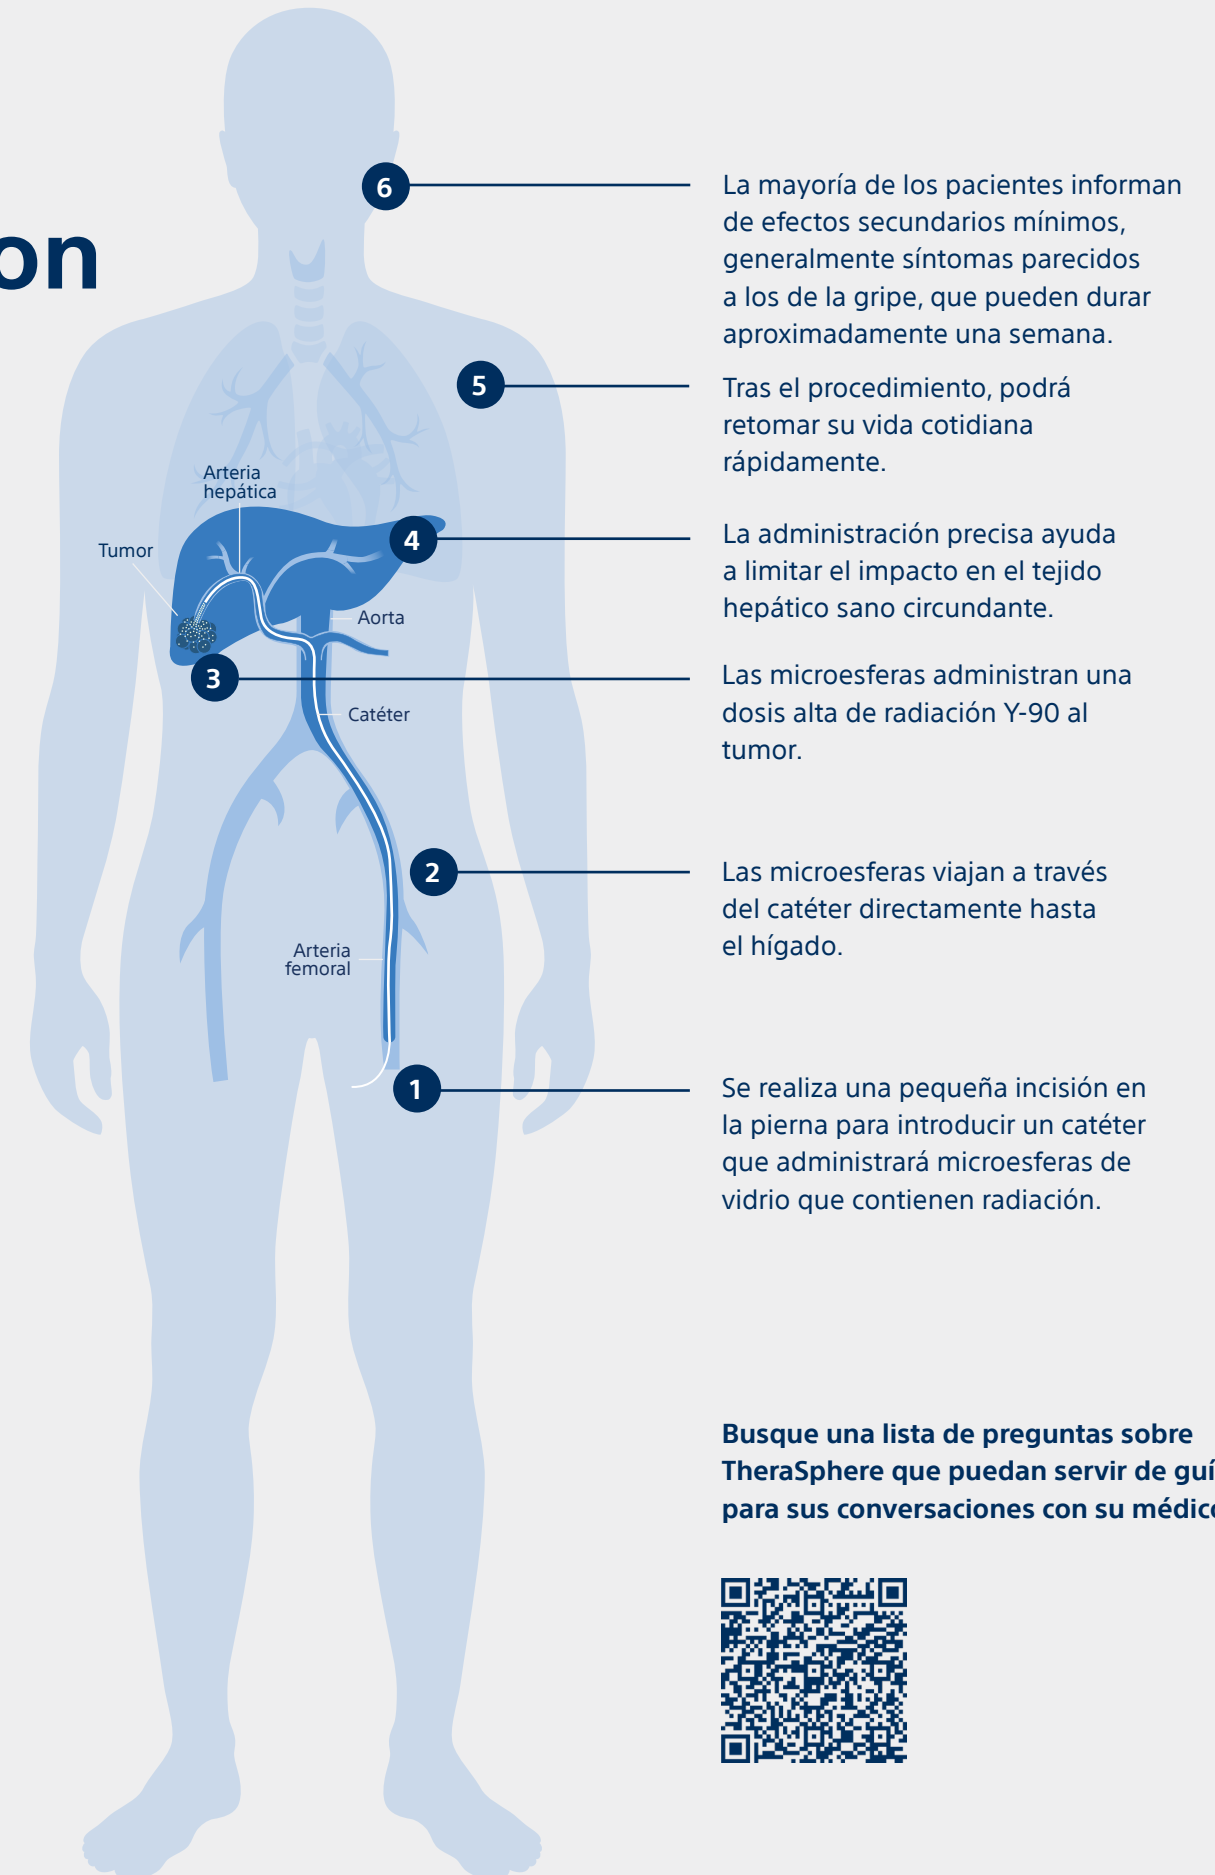 on
6
La mayoría de los pacientes informan
de efectos secundarios mínimos,
generalmente síntomas parecidos
a los de la gripe, que pueden durar
aproximadamente una semana.
5
Tras el procedimiento, podrá
retomar su vida cotidiana
rápidamente.
Arteria
hepática
Tumor
4
La administración precisa ayuda
a limitar el impacto en el tejido
hepático sano circundante.
Aorta
3
Las microesferas administran una
dosis alta de radiación Y-90 al
tumor.
Catéter
2
Las microesferas viajan a través
del catéter directamente hasta
el hígado.
Arteria
femoral
1
Se realiza una pequeña incisión en
la pierna para introducir un catéter
que administrará microesferas de
vidrio que contienen radiación.
Busque una lista de preguntas sobre
TheraSphere que puedan servir de guí
para sus conversaciones con su médico